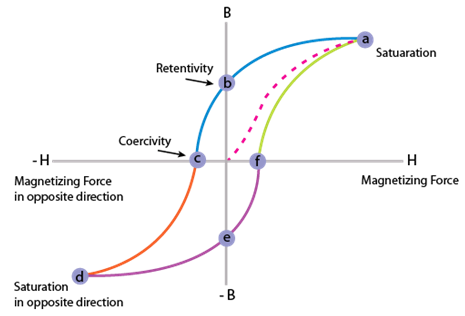 B
a
Satuaration
Retentivity
b
Coercivity
c
f
- H
H
Magnetizing Force
in opposite direction
Magnetizing Force
e
d
Saturation
in opposite direction
- B